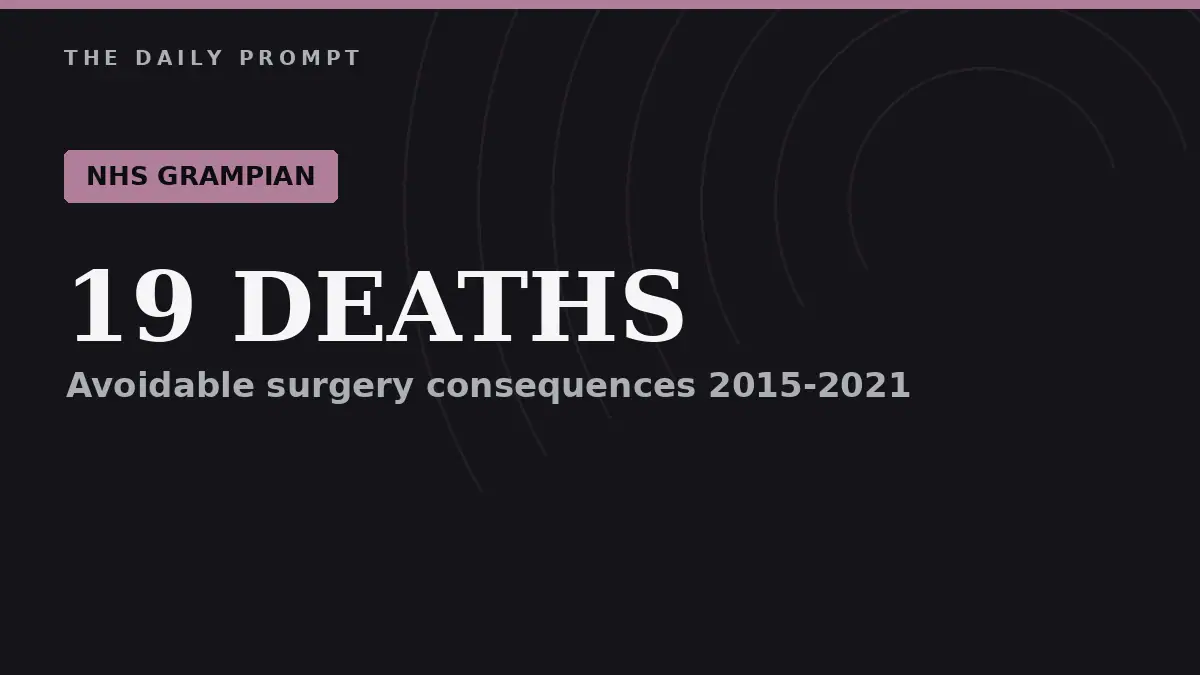 THE DAILY PROMPT
NHS GRAMPIAN
19 DEATHS
Avoidable surgery consequences 2015-2021